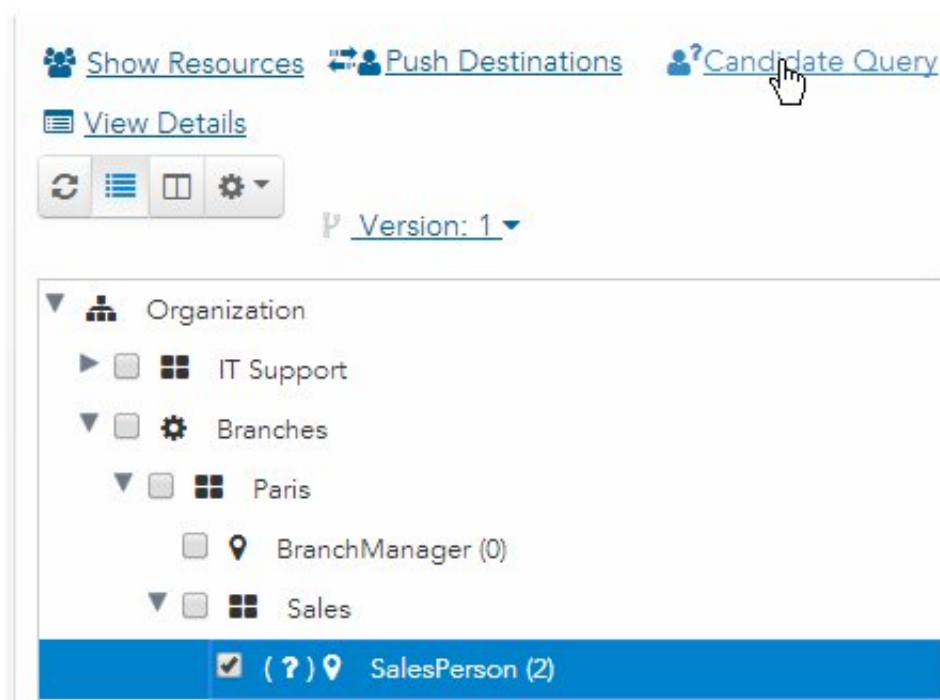 Show Resources Push Destinations ?Candidate Query
View Details
Version: 1
Organization
IT Support
Branches
Paris
BranchManager (0)
Sales
(?) SalesPerson (2)